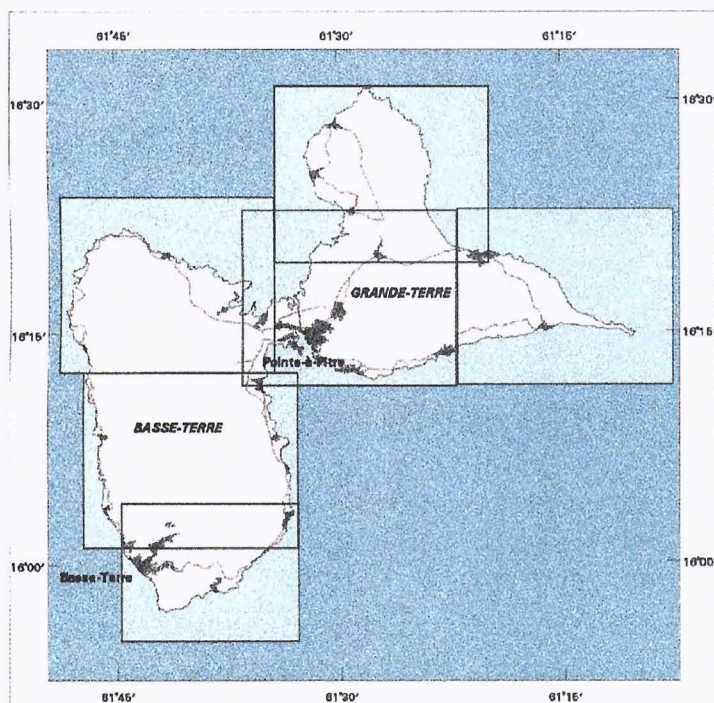 61°45' 61°30' 61°15'
16°30' 16°30'
GRANDE-TERRE
16°15' 16°15'
Pointe-à-Pitre
BASSE-TERRE
16°00' 16°00'
Basse-Terre
61°45' 61°30' 61°15'